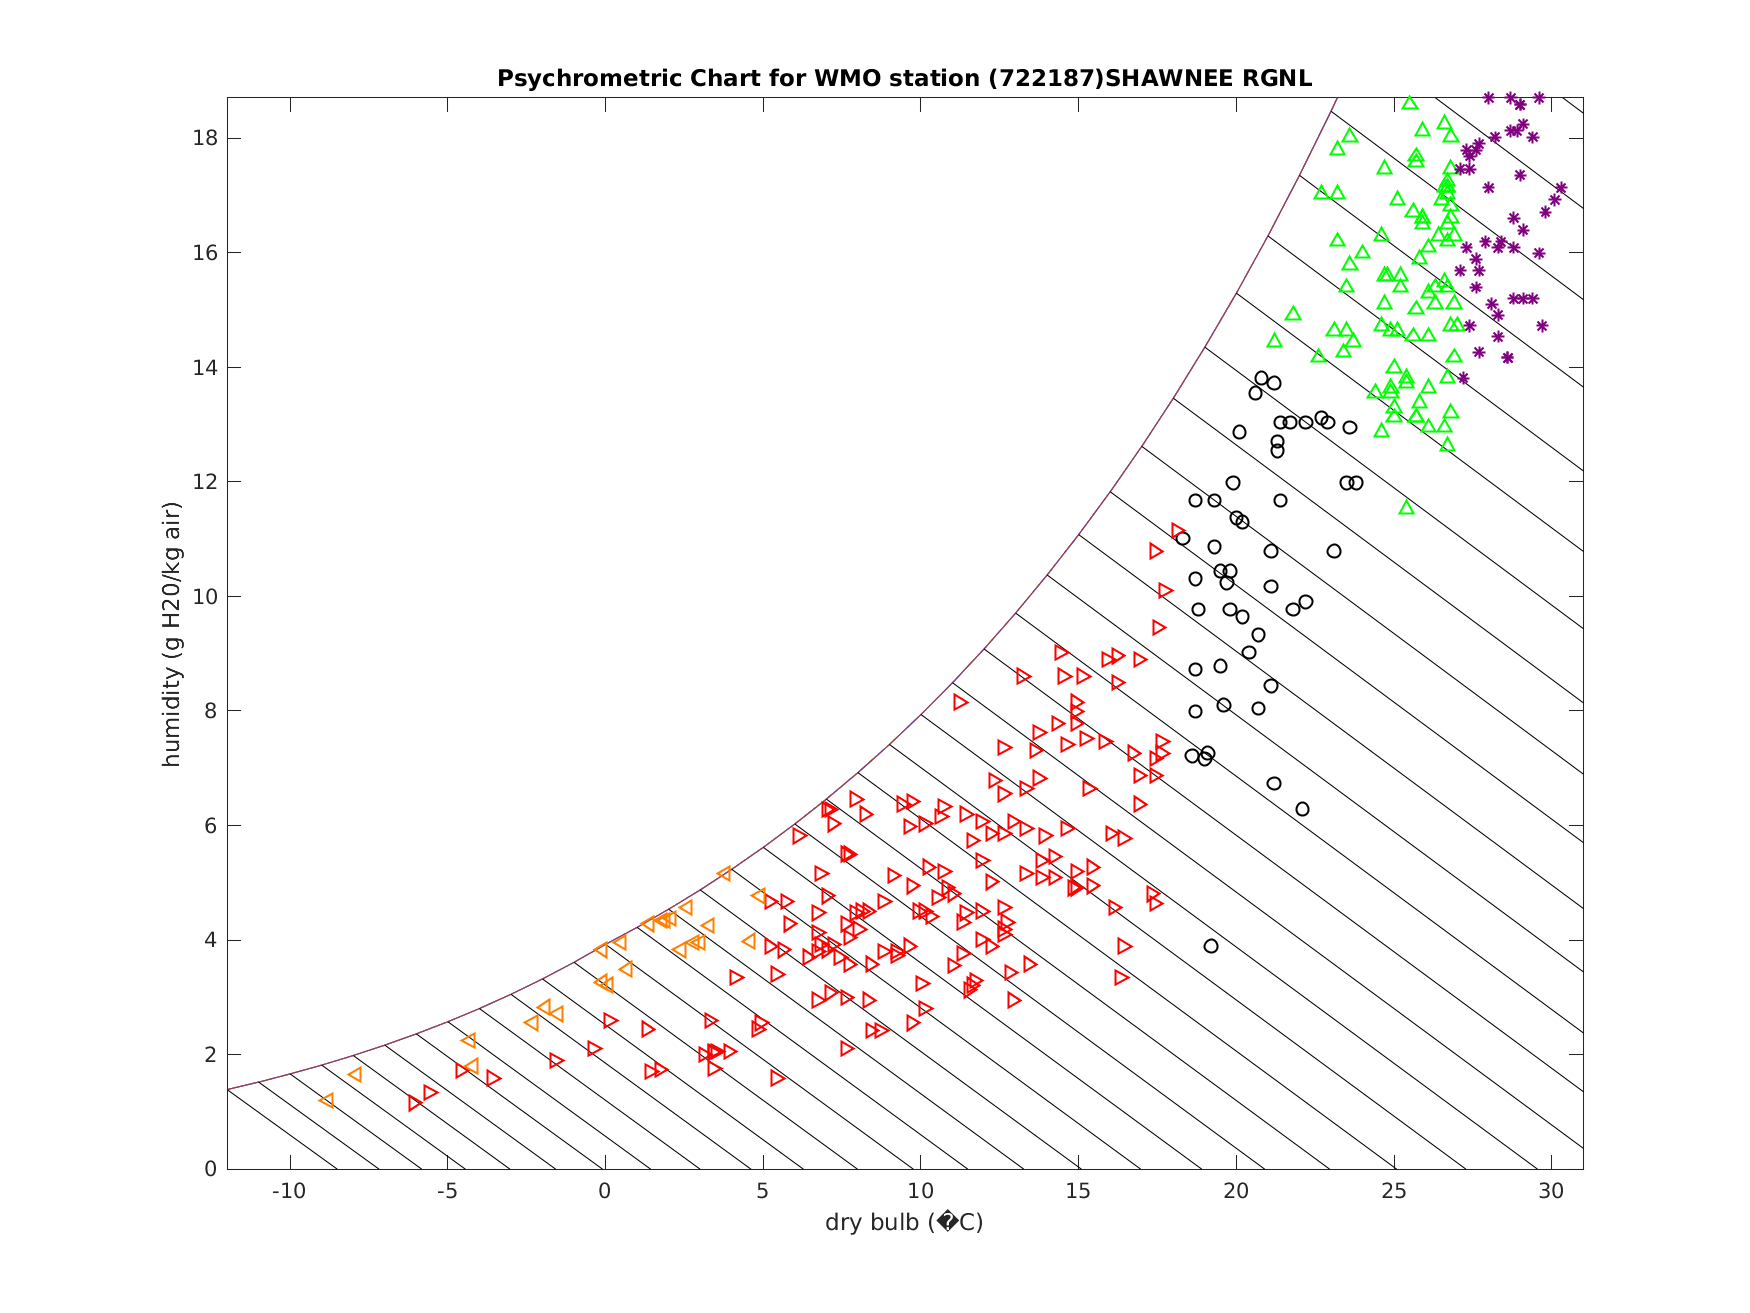 Psychrometric Chart for WMO station (722187)SHAWNEE RGNL
18
16
14
12
10
8
6
4
2
0
humidity (g H20/kg air)
-10 -5 0 5 10 15 20 25 30
dry bulb (�C)